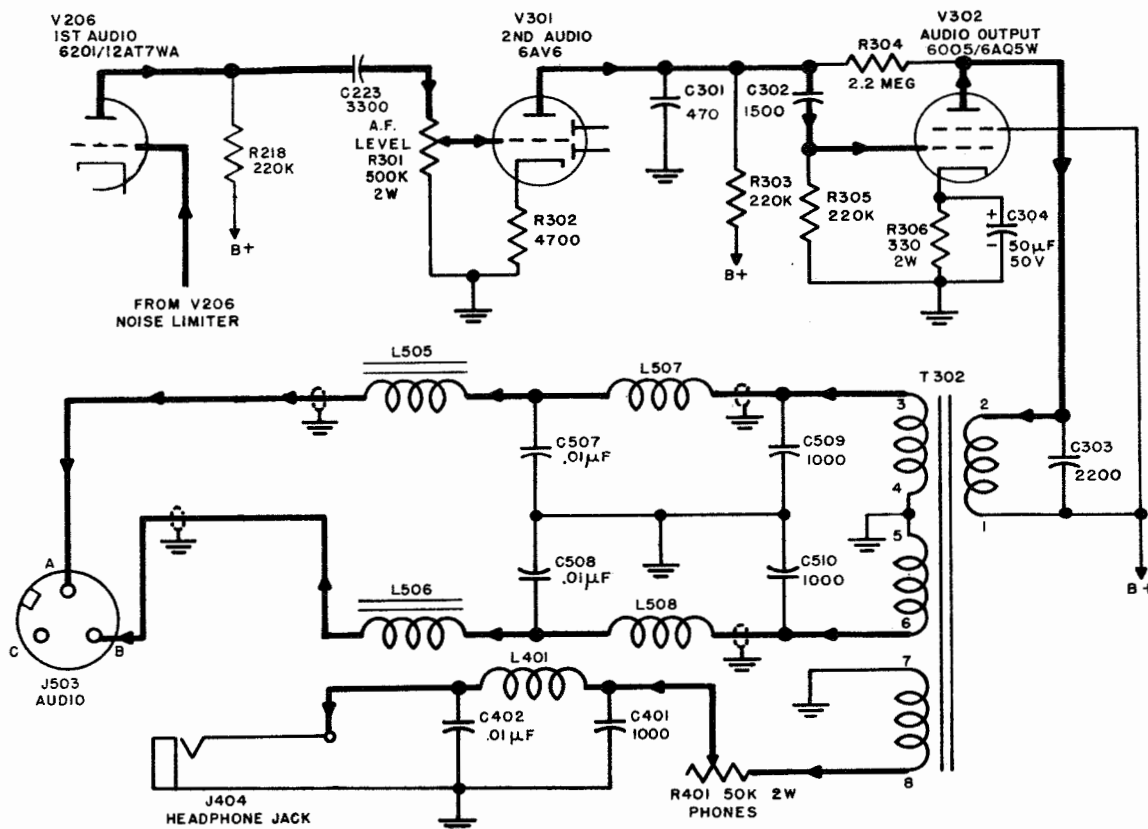 V206
1ST AUDIO
6201/12AT7WA
V301
2ND AUDIO
6AV6
V302
AUDIO OUTPUT
6005/6AQ5W
R304
2.2 MEG
C223
3300
C301
470
C302
1500
R218
220K
A.F.
LEVEL
R301
500K
2W
R302
4700
R303
220K
R305
220K
R306
330
2W
+
-
C304
50µF
50V
B+
B+
FROM V206
NOISE LIMITER
L505
L507
T302
3
2
C507
.01µF
C509
1000
C303
2200
4
1
5
C508
.01µF
C510
1000
B+
L506
L508
6
A
C
B
J503
AUDIO
L401
7
C402
.01µF
C401
1000
8
R401 50K 2W
PHONES
J404
HEADPHONE JACK